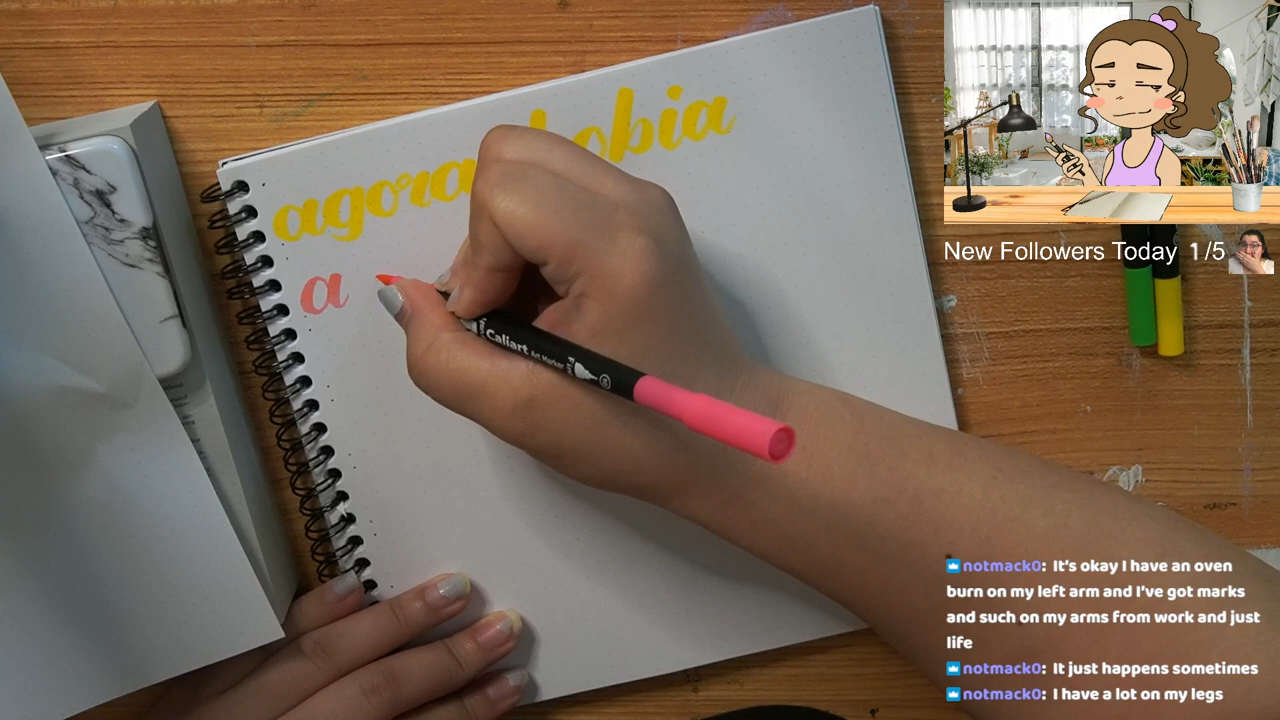 agora hobia
a
Caliart Art Marker
New Followers Today 1/5
notmack0: It's okay I have an oven
burn on my left arm and I've got marks
and such on my arms from work and just
life
notmack0: It just happens sometimes
notmack0: I have a lot on my legs